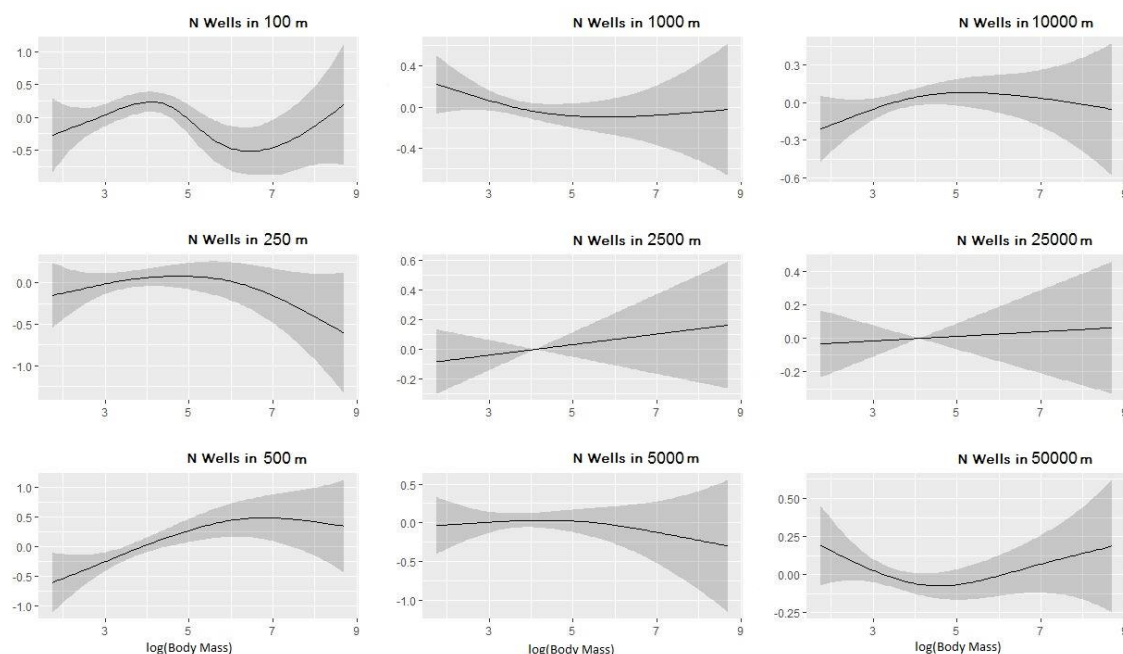 N Wells in 100 m
N Wells in 1000 m
N Wells in 10000 m
1.0
0.5
0.0
-0.5
3 5 7 9
0.4
0.0
-0.4
3 5 7 9
0.3
0.0
-0.3
-0.6
3 5 7 9
N Wells in 250 m
N Wells in 2500 m
N Wells in 25000 m
0.0
-0.5
-1.0
3 5 7 9
0.6
0.4
0.2
0.0
-0.2
3 5 7 9
0.4
0.2
0.0
-0.2
3 5 7 9
N Wells in 500 m
N Wells in 5000 m
N Wells in 50000 m
1.0
0.5
0.0
-0.5
-1.0
3 5 7 9
log(Body Mass)
0.5
0.0
-0.5
-1.0
3 5 7 9
log(Body Mass)
0.50
0.25
0.00
-0.25
3 5 7 9
log(Body Mass)